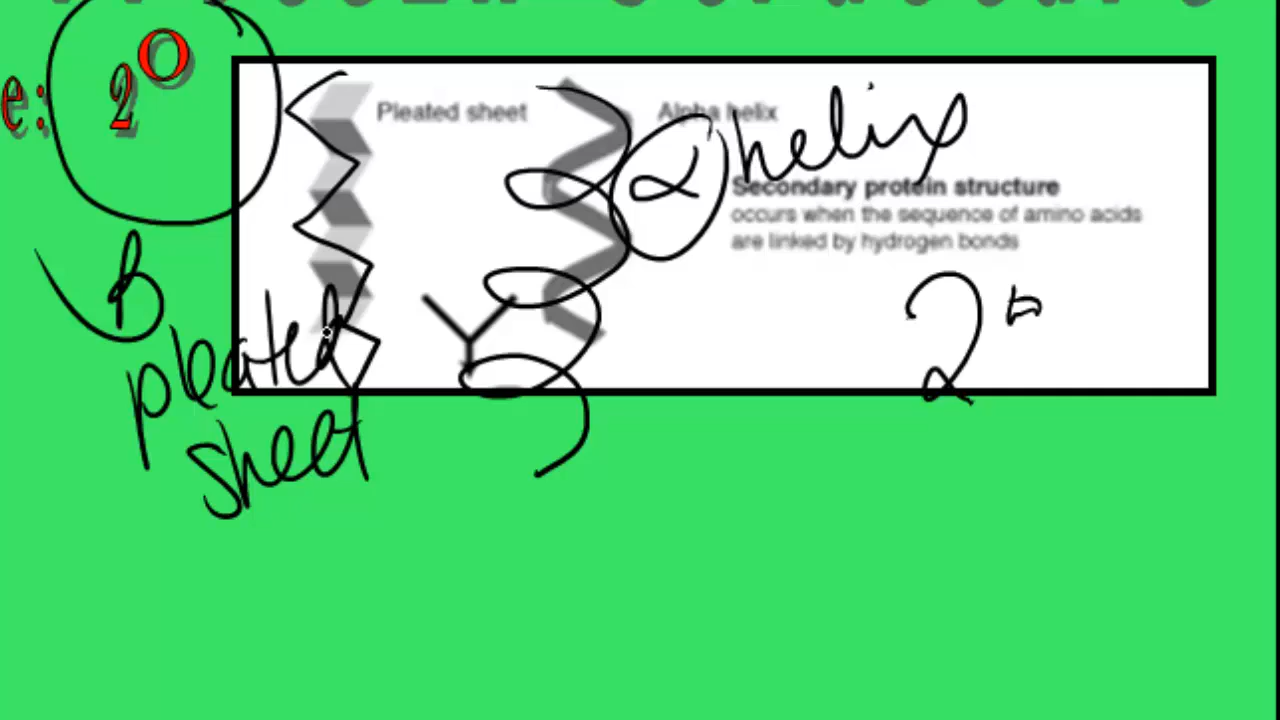 e: 2°
Pleated sheet
Alpha helix
α helix
Secondary protein structure
occurs when the sequence of amino acids
are linked by hydrogen bonds
2°
β
pleated
sheet